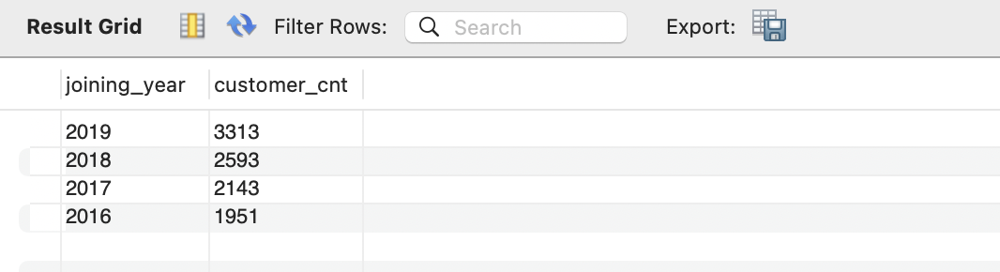 Result Grid Filter Rows: Search Export:
joining_year customer_cnt
2019 3313
2018 2593
2017 2143
2016 1951